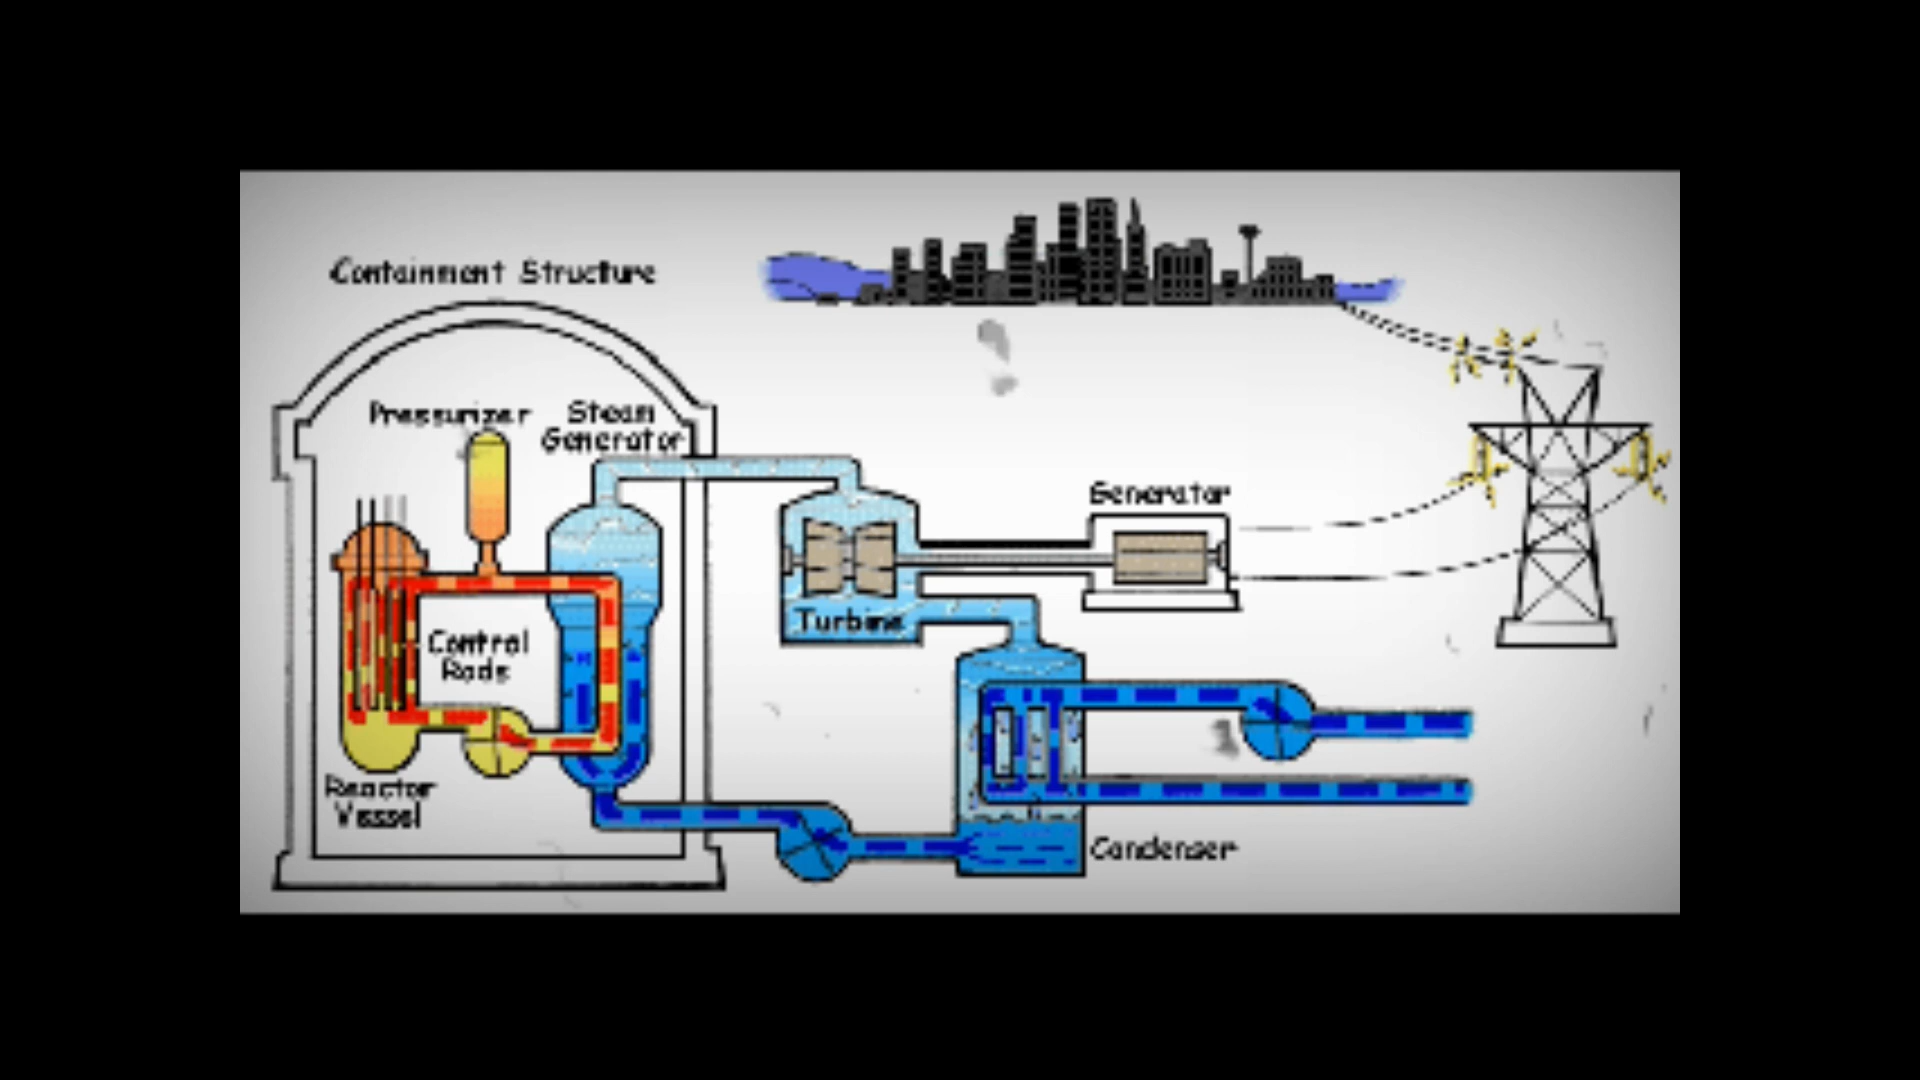 Containment Structure
Pressurizer
Steam
Generator
Control
Rods
Reactor
Vessel
Turbine
Generator
Condenser